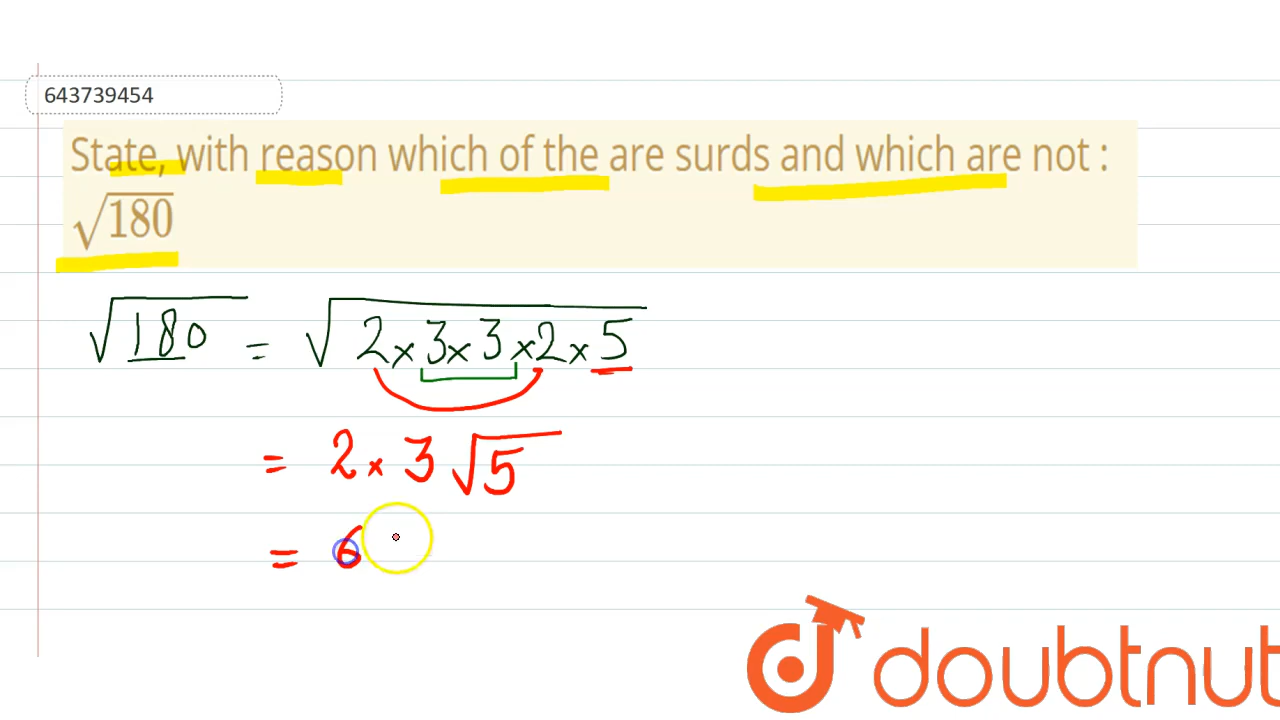 643739454
State, with reason which of the are surds and which are not :
√180
√180 = √2×3×3×2×5
= 2×3√5
= 6
doubtnut